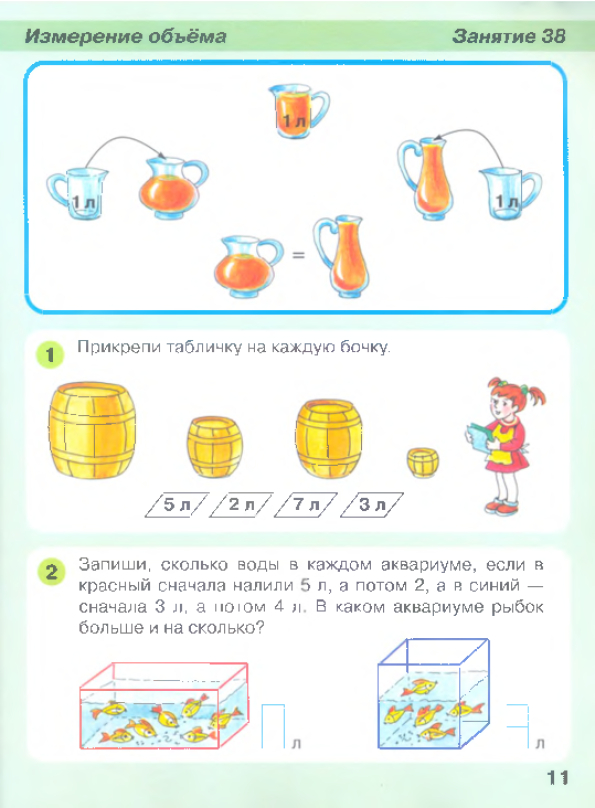 Измерение объёма Занятие 38
1 л
1 л
1 л
=
1 Прикрепи табличку на каждую бочку.
5 л 2 л 7 л 3 л
2 Запиши, сколько воды в каждом аквариуме, если в
красный сначала налили 5 л, а потом 2, а в синий —
сначала 3 л, а потом 4 л. В каком аквариуме рыбок
больше и на сколько?
л л
11